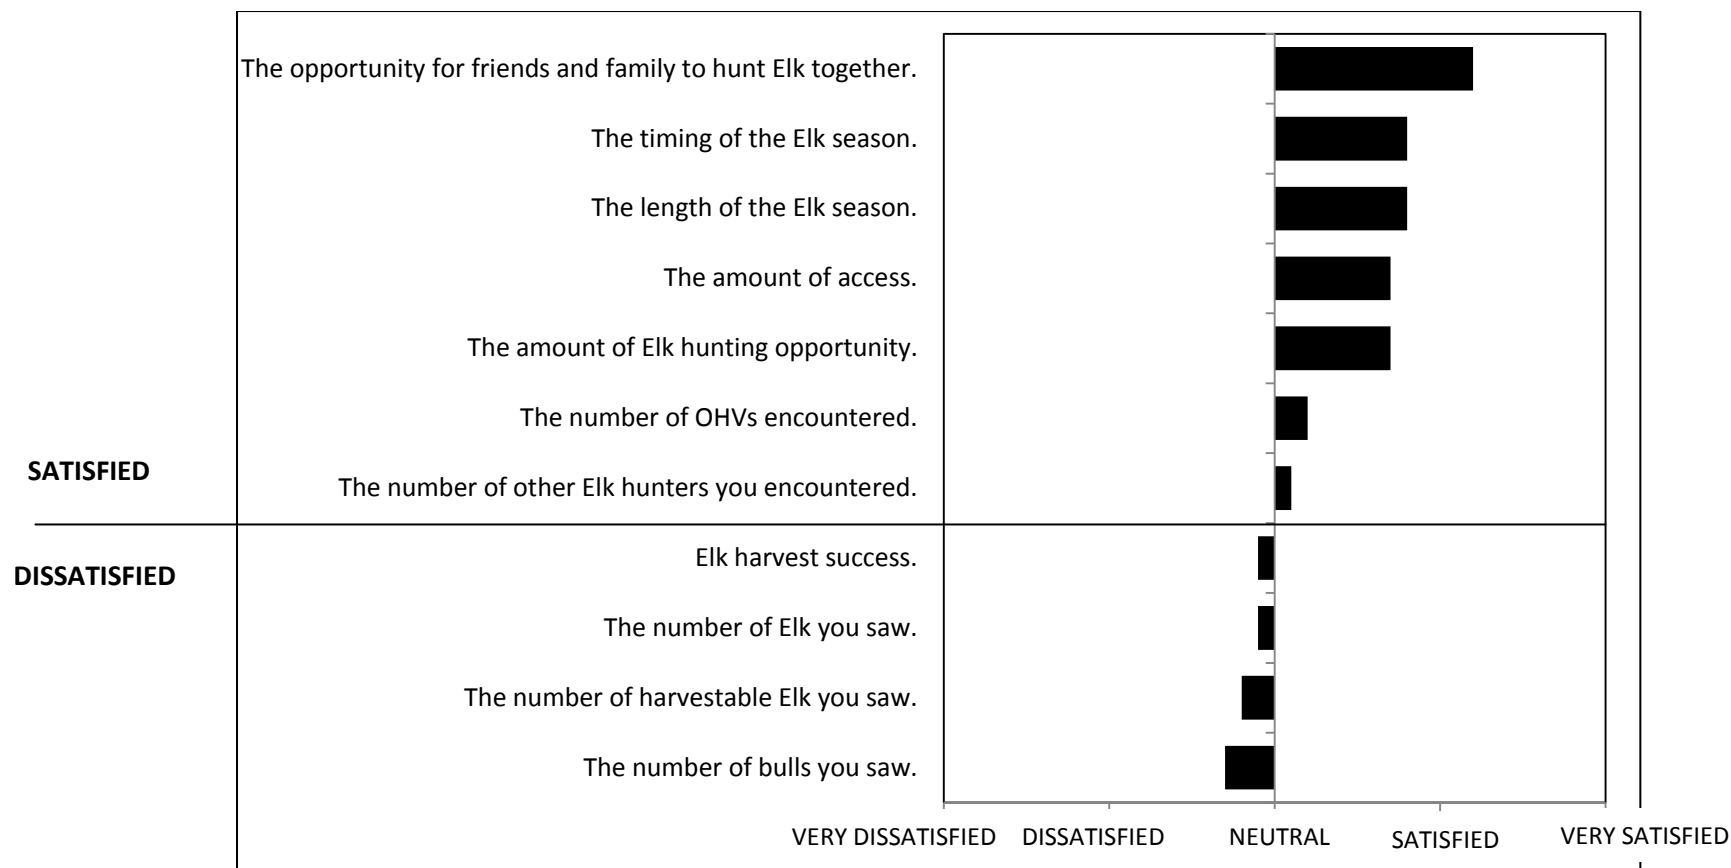 The opportunity for friends and family to hunt Elk together.
The timing of the Elk season.
The length of the Elk season.
The amount of access.
The amount of Elk hunting opportunity.
The number of OHVs encountered.
SATISFIED
The number of other Elk hunters you encountered.
Elk harvest success.
DISSATISFIED
The number of Elk you saw.
The number of harvestable Elk you saw.
The number of bulls you saw.
VERY DISSATISFIED DISSATISFIED NEUTRAL SATISFIED VERY SATISFIED